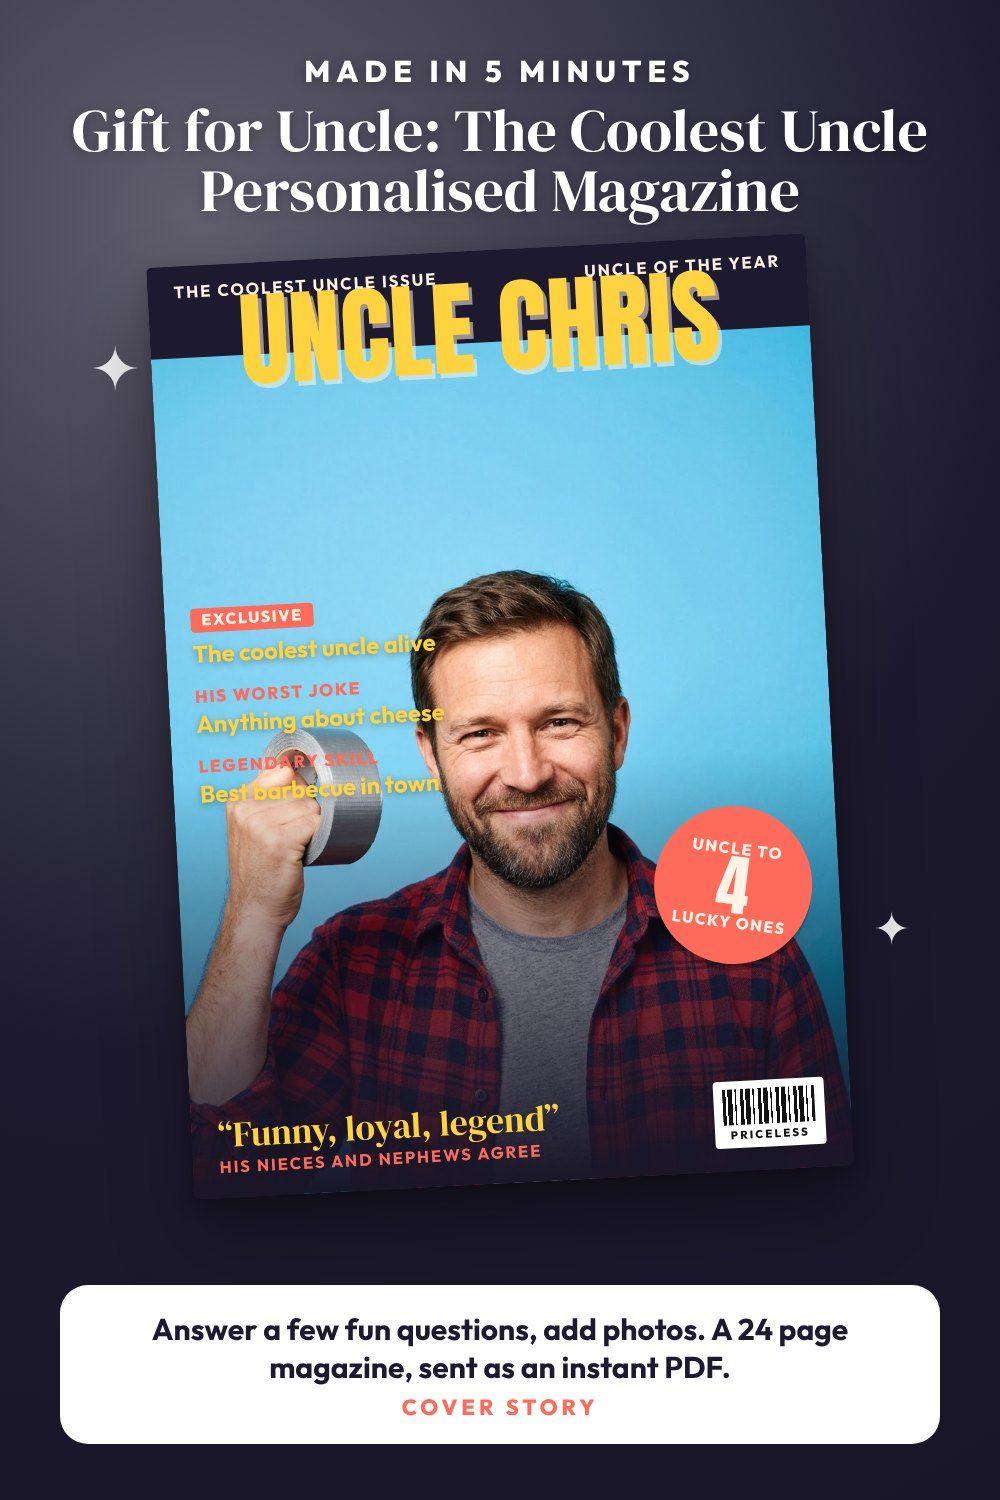 MADE IN 5 MINUTES
Gift for Uncle: The Coolest Uncle
Personalised Magazine
THE COOLEST UNCLE ISSUE
UNCLE OF THE YEAR
UNCLE CHRIS
EXCLUSIVE
The coolest uncle alive
HIS WORST JOKE
Anything about cheese
LEGENDARY SKILL
Best barbecue in town
UNCLE TO
4
LUCKY ONES
“Funny, loyal, legend”
HIS NIECES AND NEPHEWS AGREE
PRICELESS
Answer a few fun questions, add photos. A 24 page
magazine, sent as an instant PDF.
COVER STORY